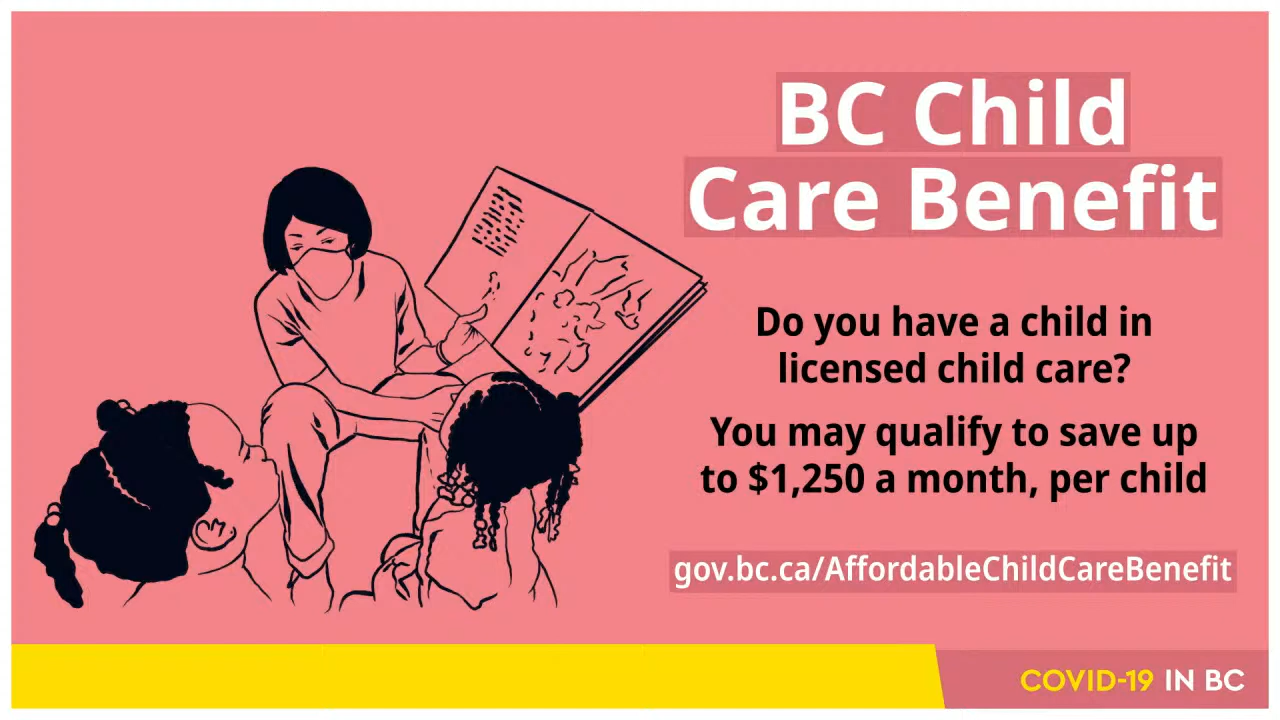 BC Child
Care Benefit
Do you have a child in
licensed child care?
You may qualify to save up
to $1,250 a month, per child
gov.bc.ca/AffordableChildCareBenefit
COVID-19 IN BC